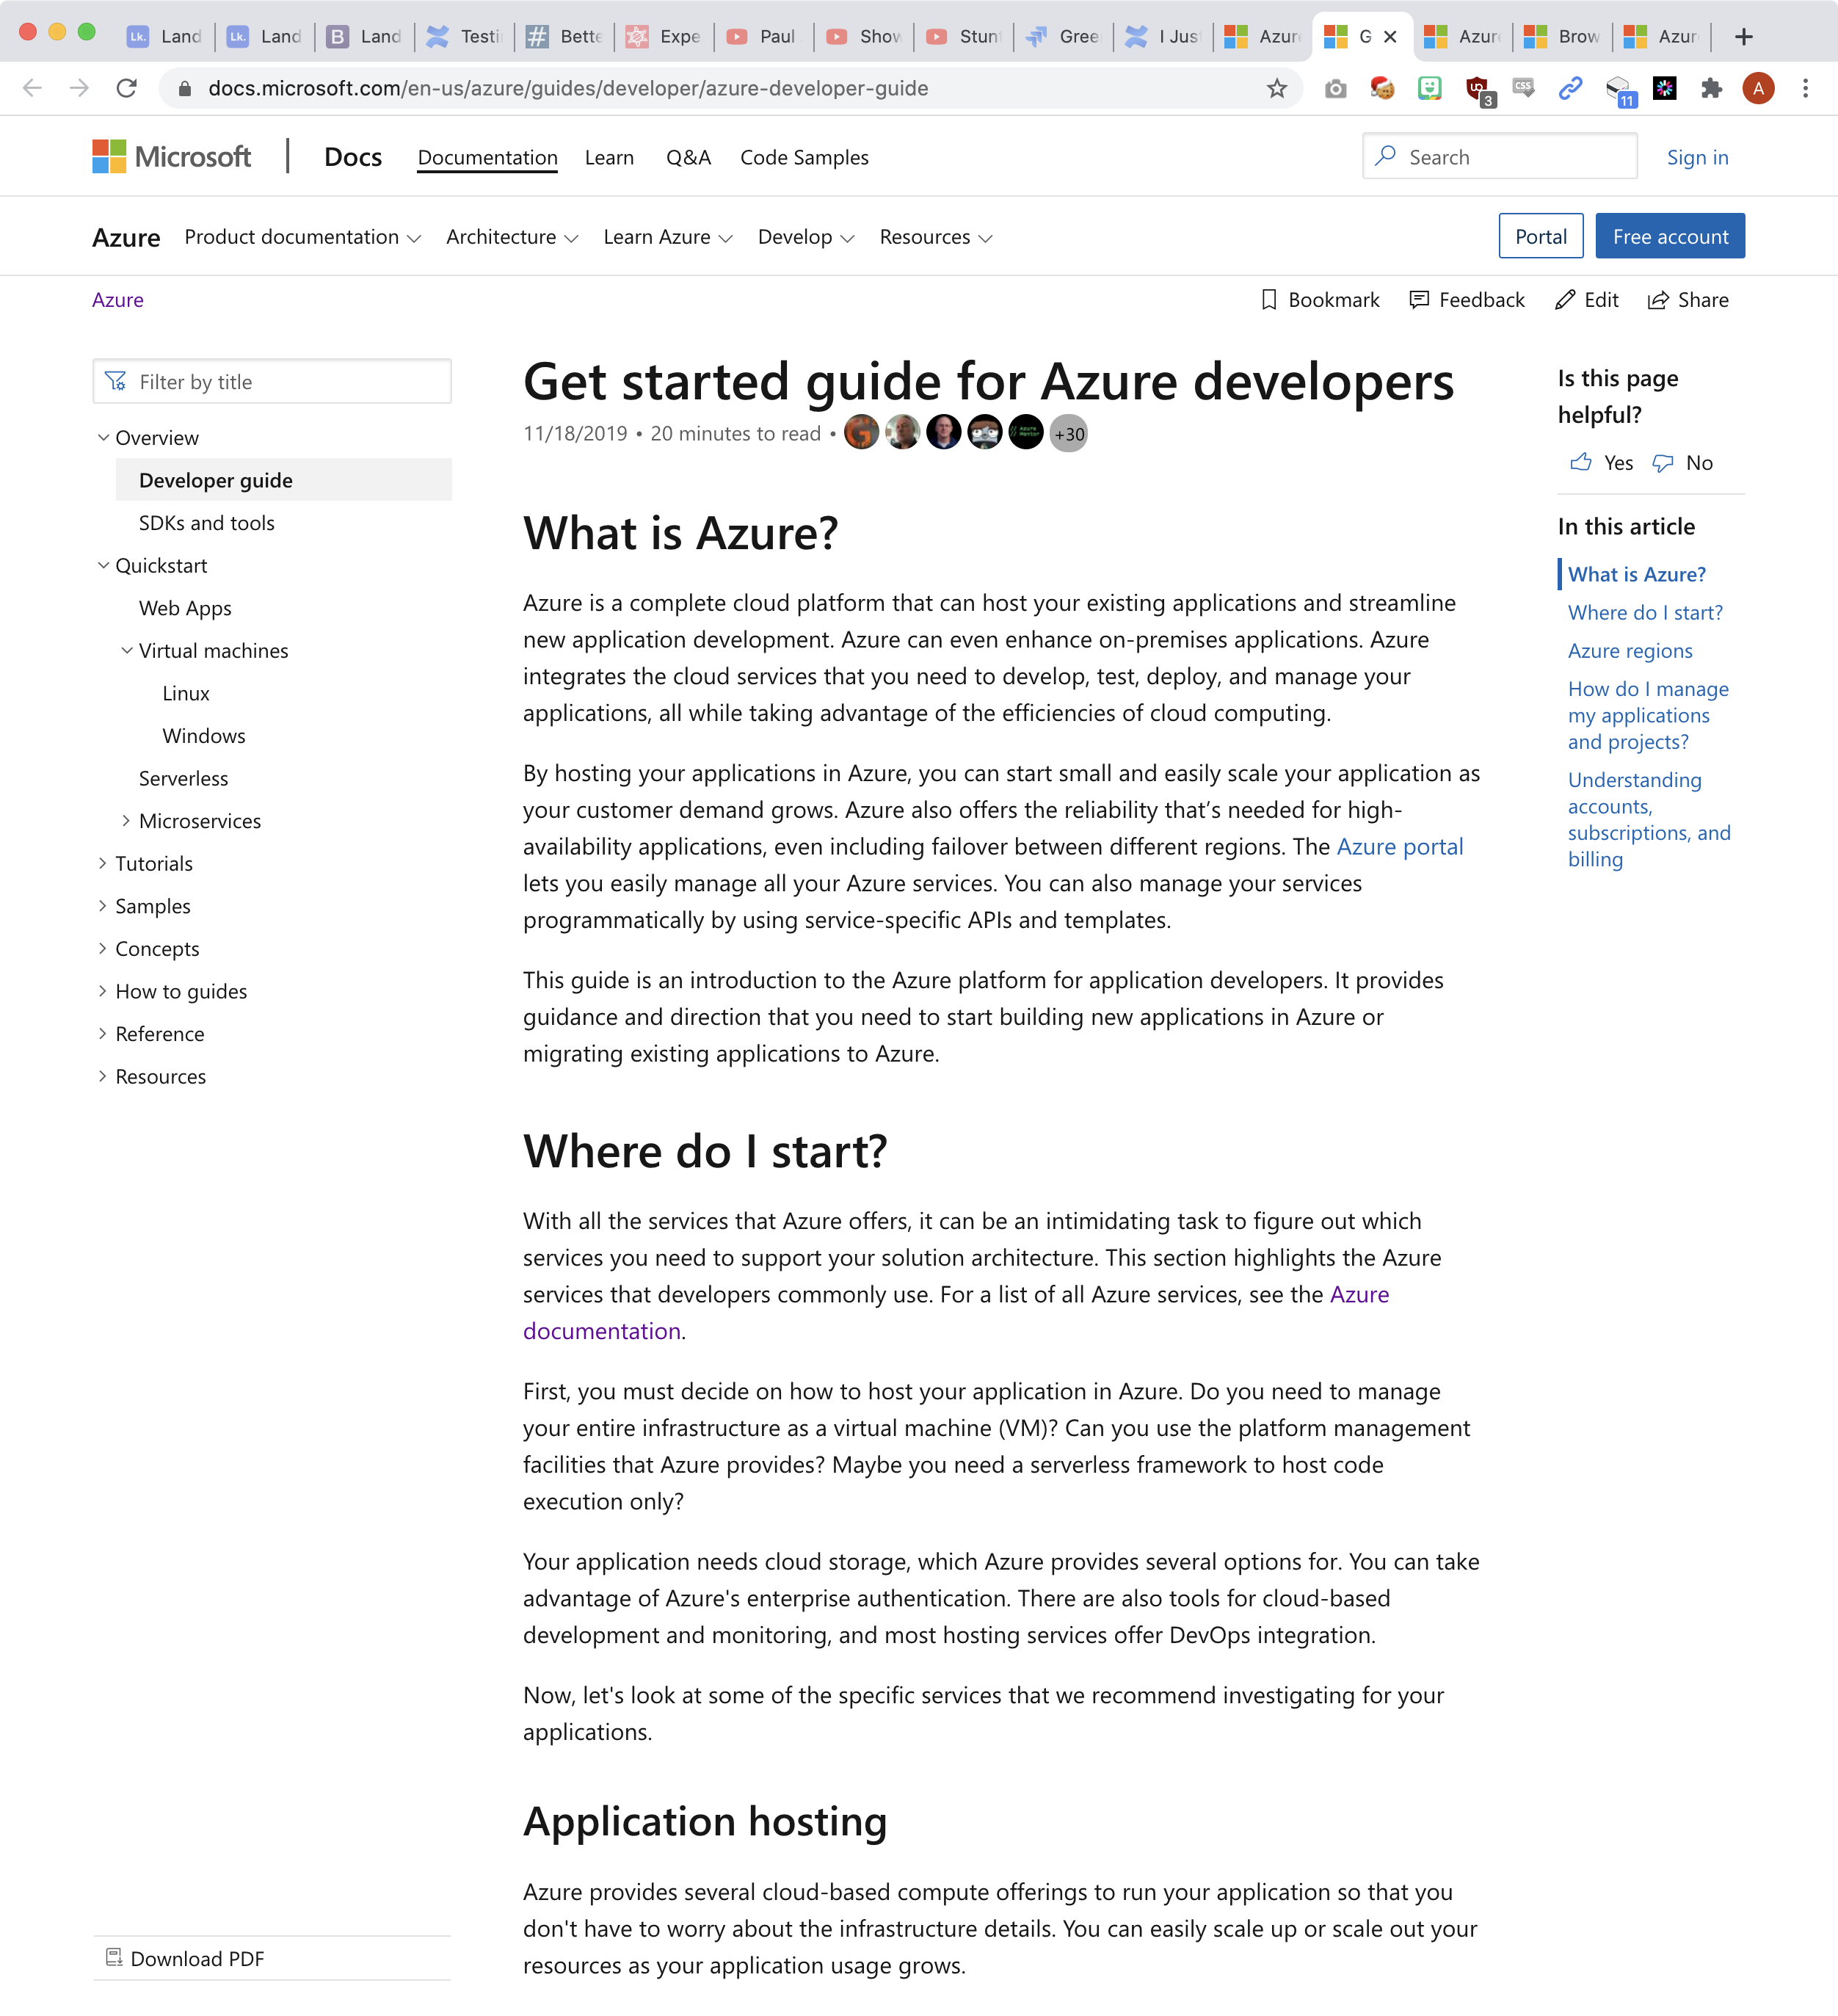 Lk. Land
Lk. Land
B Land
Testi
# Bette
Expe
Paul
Show
Stunt
Gree
I Jus
Azure
G
Azure
Brow
Azur
docs.microsoft.com/en-us/azure/guides/developer/azure-developer-guide
3
CSS
11
A
Microsoft
Docs
Documentation
Learn
Q&A
Code Samples
Search
Sign in
Azure
Product documentation
Architecture
Learn Azure
Develop
Resources
Portal
Free account
Azure
Bookmark
Feedback
Edit
Share
Filter by title
Overview
Developer guide
SDKs and tools
Quickstart
Web Apps
Virtual machines
Linux
Windows
Serverless
Microservices
Tutorials
Samples
Concepts
How to guides
Reference
Resources
Download PDF
Get started guide for Azure developers
11/18/2019 • 20 minutes to read •
// Azure
// Mentor
+30
What is Azure?
Azure is a complete cloud platform that can host your existing applications and streamline
new application development. Azure can even enhance on-premises applications. Azure
integrates the cloud services that you need to develop, test, deploy, and manage your
applications, all while taking advantage of the efficiencies of cloud computing.
By hosting your applications in Azure, you can start small and easily scale your application as
your customer demand grows. Azure also offers the reliability that’s needed for high-
availability applications, even including failover between different regions. The Azure portal
lets you easily manage all your Azure services. You can also manage your services
programmatically by using service-specific APIs and templates.
This guide is an introduction to the Azure platform for application developers. It provides
guidance and direction that you need to start building new applications in Azure or
migrating existing applications to Azure.
Where do I start?
With all the services that Azure offers, it can be an intimidating task to figure out which
services you need to support your solution architecture. This section highlights the Azure
services that developers commonly use. For a list of all Azure services, see the Azure
documentation.
First, you must decide on how to host your application in Azure. Do you need to manage
your entire infrastructure as a virtual machine (VM)? Can you use the platform management
facilities that Azure provides? Maybe you need a serverless framework to host code
execution only?
Your application needs cloud storage, which Azure provides several options for. You can take
advantage of Azure's enterprise authentication. There are also tools for cloud-based
development and monitoring, and most hosting services offer DevOps integration.
Now, let's look at some of the specific services that we recommend investigating for your
applications.
Application hosting
Azure provides several cloud-based compute offerings to run your application so that you
don't have to worry about the infrastructure details. You can easily scale up or scale out your
resources as your application usage grows.
Is this page
helpful?
Yes
No
In this article
What is Azure?
Where do I start?
Azure regions
How do I manage
my applications
and projects?
Understanding
accounts,
subscriptions, and
billing